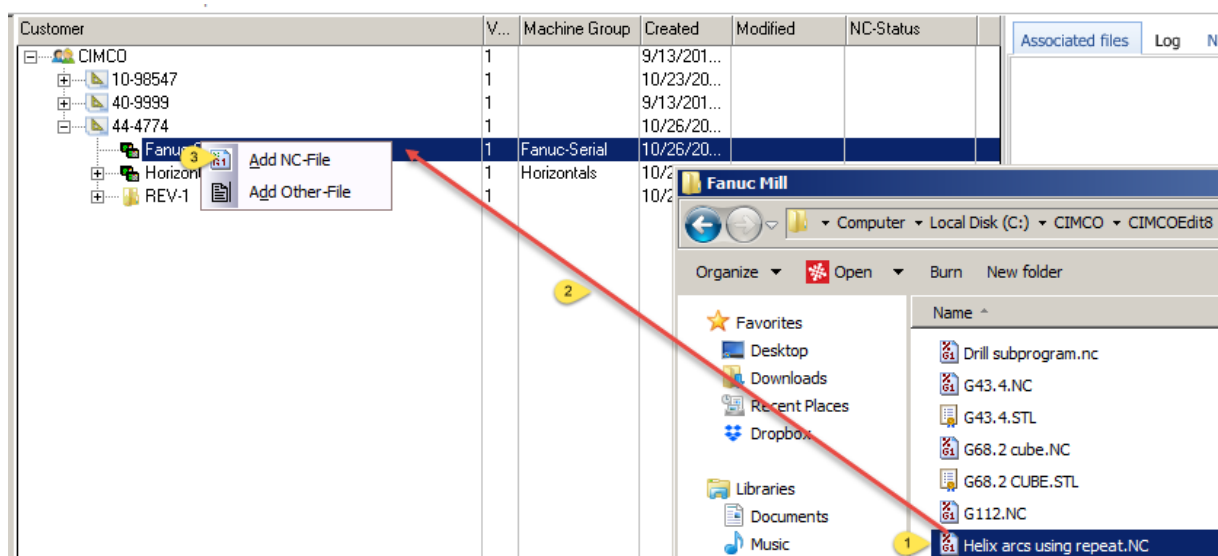 Customer V... Machine Group Created Modified NC-Status
Associated files Log N
CIMCO 1 9/13/201...
10-98547 1 10/23/20...
40-9999 1 9/13/201...
44-4774 1 10/26/20...
Fanuc 1 Fanuc-Serial 10/26/20...
3 Add NC-File
Horizon 1 Horizontals 10/2
REV-1 1 10/2
Add Other-File
Fanuc Mill
Computer Local Disk (C:) CIMCO CIMCOEdit8
Organize Open Burn New folder
2
Name
Favorites
Desktop
Downloads
Recent Places
Dropbox
Libraries
Documents
Music
Drill subprogram.nc
G43.4.NC
G43.4.STL
G68.2 cube.NC
G68.2 CUBE.STL
G112.NC
1 Helix arcs using repeat.NC